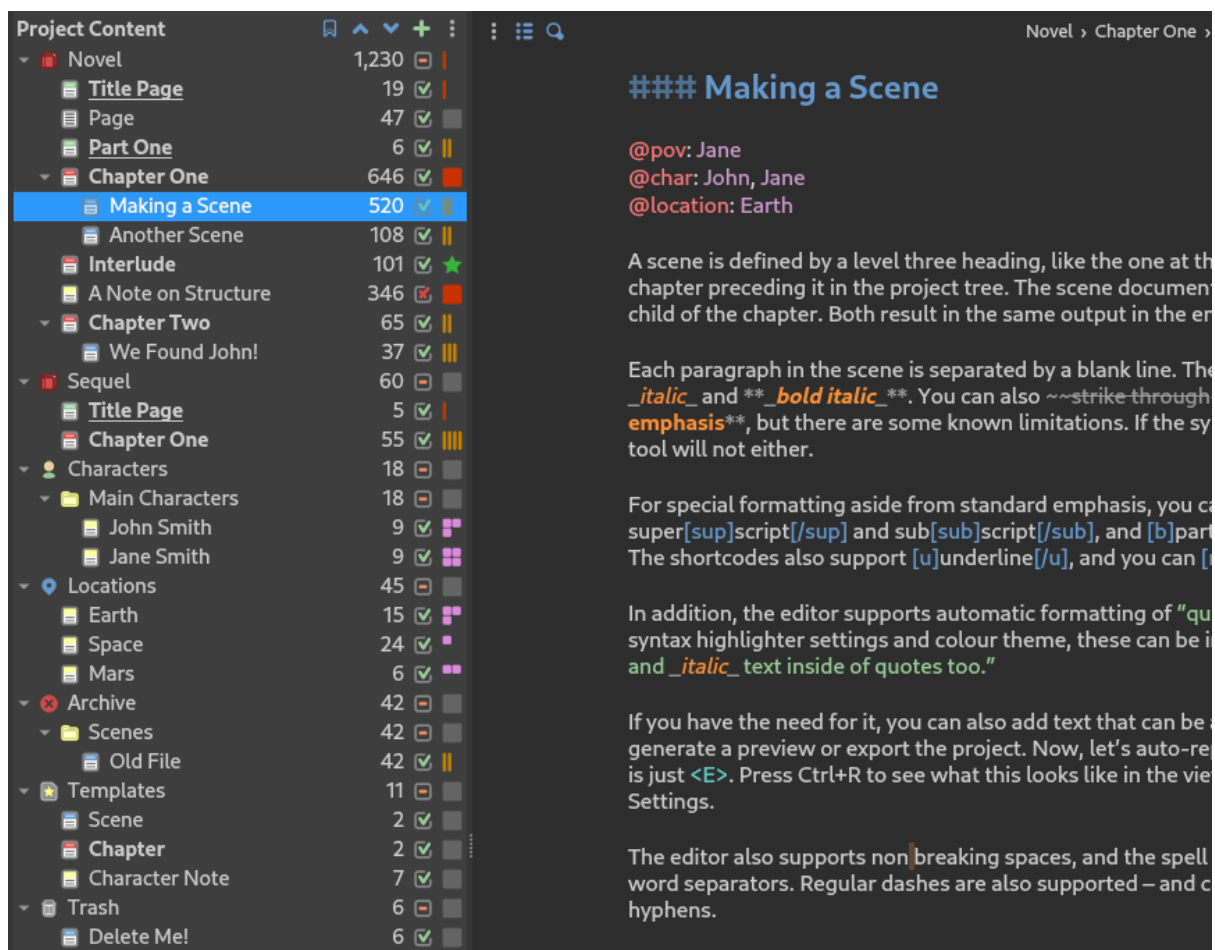 Project Content
Novel 1,230
Title Page 19
Page 47
Part One 6
Chapter One 646
Making a Scene 520
Another Scene 108
Interlude 101
A Note on Structure 346
Chapter Two 65
We Found John! 37
Sequel 60
Title Page 5
Chapter One 55
Characters 18
Main Characters 18
John Smith 9
Jane Smith 9
Locations 45
Earth 15
Space 24
Mars 6
Archive 42
Scenes 42
Old File 42
Templates 11
Scene 2
Chapter 2
Character Note 7
Trash 6
Delete Me! 6
Novel › Chapter One ›
### Making a Scene
@pov: Jane
@char: John, Jane
@location: Earth
A scene is defined by a level three heading, like the one at th
chapter preceding it in the project tree. The scene document
child of the chapter. Both result in the same output in the en
Each paragraph in the scene is separated by a blank line. The
_italic_ and **_bold italic_**. You can also ~~strike through
emphasis**, but there are some known limitations. If the sy
tool will not either.
For special formatting aside from standard emphasis, you ca
super[sup]script[/sup] and sub[sub]script[/sub], and [b]part
The shortcodes also support [u]underline[/u], and you can [
In addition, the editor supports automatic formatting of “qu
syntax highlighter settings and colour theme, these can be i
and _italic_ text inside of quotes too.”
If you have the need for it, you can also add text that can be a
generate a preview or export the project. Now, let’s auto-rep
is just <E>. Press Ctrl+R to see what this looks like in the vie
Settings.
The editor also supports non breaking spaces, and the spell
word separators. Regular dashes are also supported – and c
hyphens.